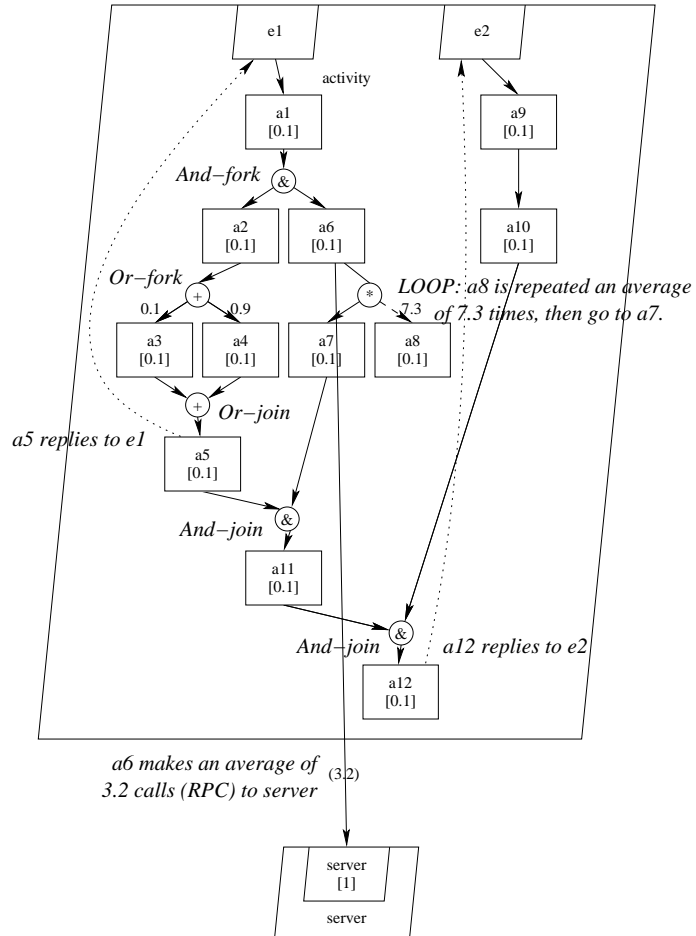 e1
e2
activity
a1
[0.1]
a9
[0.1]
And−fork
&
a2
[0.1]
a6
[0.1]
a10
[0.1]
Or−fork
+
*
0.1
0.9
7.3
LOOP: a8 is repeated an average
of 7.3 times, then go to a7.
a3
[0.1]
a4
[0.1]
a7
[0.1]
a8
[0.1]
+
Or−join
a5 replies to e1
a5
[0.1]
And−join
&
a11
[0.1]
And−join
&
a12 replies to e2
a12
[0.1]
a6 makes an average of
3.2 calls (RPC) to server
(3.2)
server
[1]
server